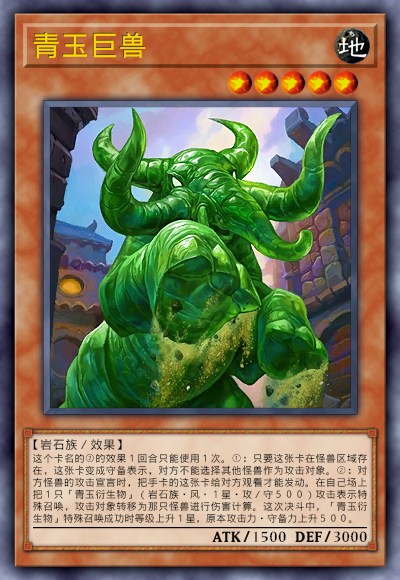 青玉巨兽
地
【岩石族／效果】
这个卡名的②的效果１回合只能使用１次。①：只要这张卡在怪兽区域存
在，这张卡变成守备表示，对方不能选择其他怪兽作为攻击对象。②：对
方怪兽的攻击宣言时，把手卡的这张卡给对方观看才能发动。在自己场上
把１只「青玉衍生物」（岩石族・风・１星・攻／守５００）攻击表示特
殊召唤，攻击对象转移为那只怪兽进行伤害计算。这次决斗中，「青玉衍
生物」特殊召唤成功时等级上升１星，原本攻击力・守备力上升５００。
ATK/1500 DEF/3000